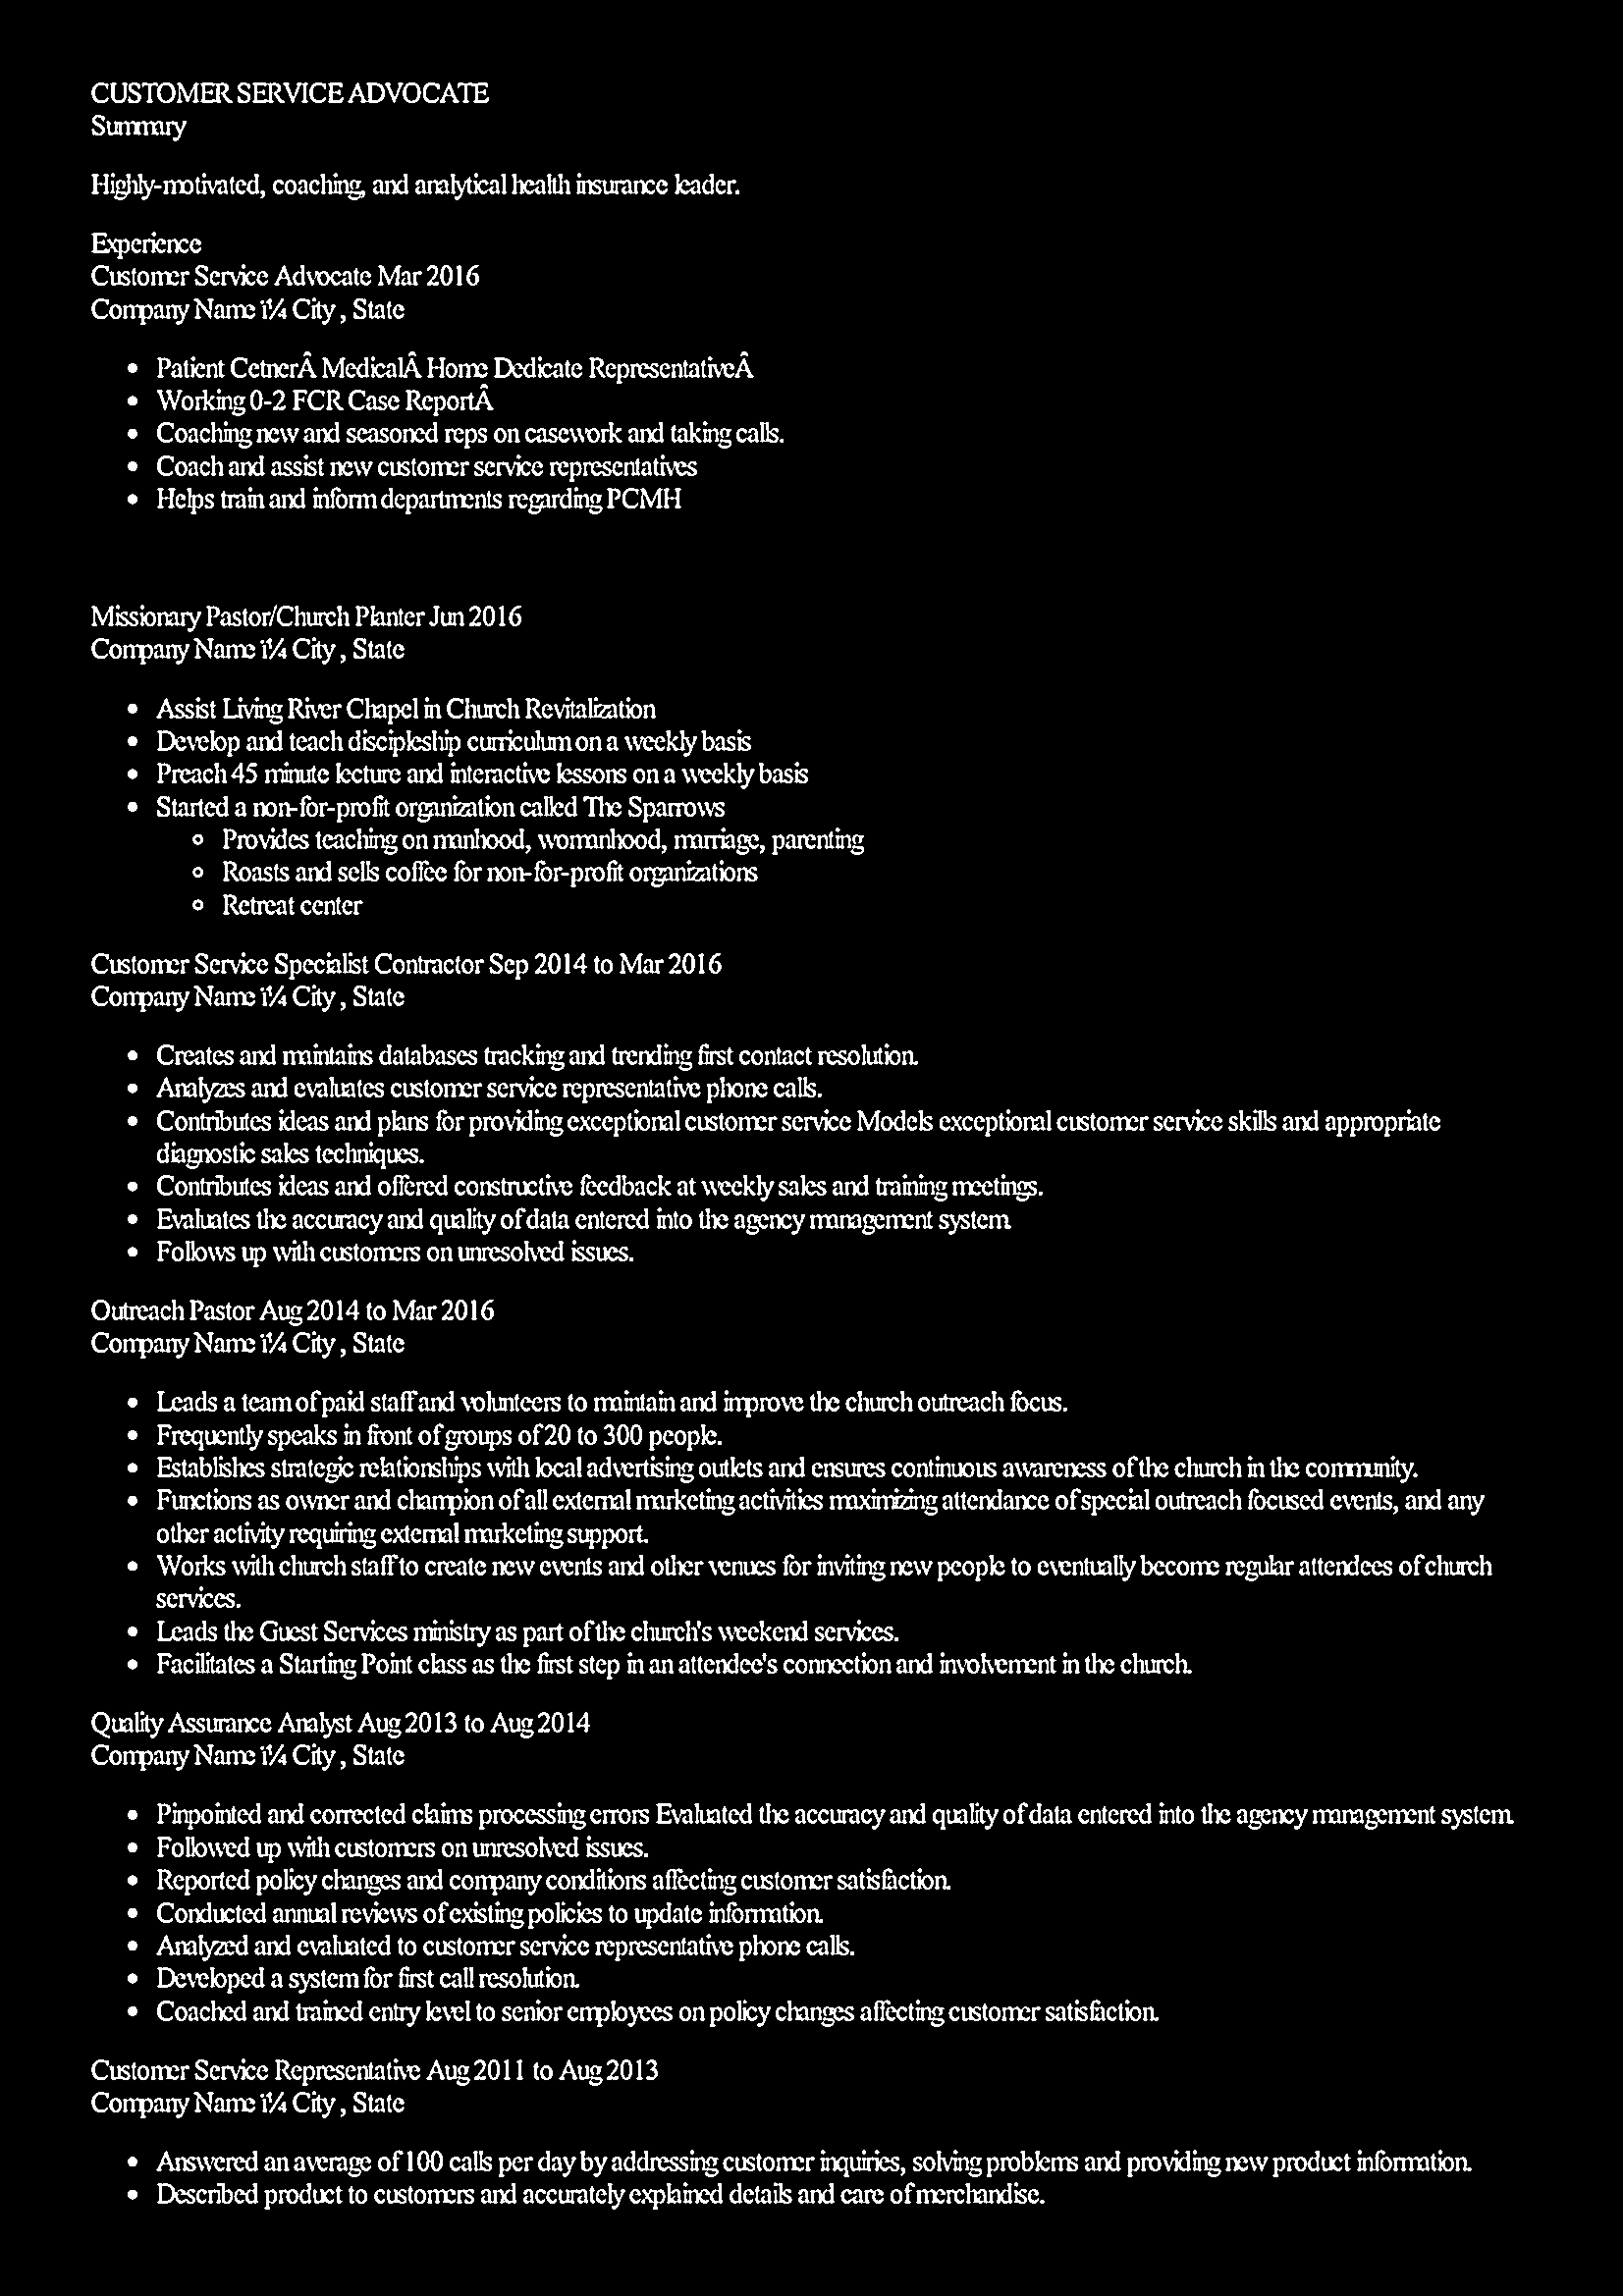 CUSTOMER SERVICE ADVOCATE
Summary
Highly-motivated, coaching, and analytical health insurance leader.
Experience
Customer Service Advocate Mar 2016
Company Name ï¼ City , State
• Patient CetnerÂ MedicalÂ Home Dedicate RepresentativeÂ
• Working 0-2 FCR Case ReportÂ
• Coaching new and seasoned reps on casework and taking calls.
• Coach and assist new customer service representatives
• Helps train and inform departments regarding PCMH
Missionary Pastor/Church Planter Jun 2016
Company Name ï¼ City , State
• Assist Living River Chapel in Church Revitalization
• Develop and teach discipleship curriculum on a weekly basis
• Preach 45 minute lecture and interactive lessons on a weekly basis
• Started a non-for-profit organization called The Sparrows
◦ Provides teaching on manhood, womanhood, marriage, parenting
◦ Roasts and sells coffee for non-for-profit organizations
◦ Retreat center
Customer Service Specialist Contractor Sep 2014 to Mar 2016
Company Name ï¼ City , State
• Creates and maintains databases tracking and trending first contact resolution.
• Analyzes and evaluates customer service representative phone calls.
• Contributes ideas and plans for providing exceptional customer service Models exceptional customer service skills and appropriate
diagnostic sales techniques.
• Contributes ideas and offered constructive feedback at weekly sales and training meetings.
• Evaluates the accuracy and quality of data entered into the agency management system.
• Follows up with customers on unresolved issues.
Outreach Pastor Aug 2014 to Mar 2016
Company Name ï¼ City , State
• Leads a team of paid staff and volunteers to maintain and improve the church outreach focus.
• Frequently speaks in front of groups of 20 to 300 people.
• Establishes strategic relationships with local advertising outlets and ensures continuous awareness of the church in the community.
• Functions as owner and champion of all external marketing activities maximizing attendance of special outreach focused events, and any
other activity requiring external marketing support.
• Works with church staff to create new events and other venues for inviting new people to eventually become regular attendees of church
services.
• Leads the Guest Services ministry as part of the church's weekend services.
• Facilitates a Starting Point class as the first step in an attendee's connection and involvement in the church.
Quality Assurance Analyst Aug 2013 to Aug 2014
Company Name ï¼ City , State
• Pinpointed and corrected claims processing errors Evaluated the accuracy and quality of data entered into the agency management system.
• Followed up with customers on unresolved issues.
• Reported policy changes and company conditions affecting customer satisfaction.
• Conducted annual reviews of existing policies to update information.
• Analyzed and evaluated to customer service representative phone calls.
• Developed a system for first call resolution.
• Coached and trained entry level to senior employees on policy changes affecting customer satisfaction.
Customer Service Representative Aug 2011 to Aug 2013
Company Name ï¼ City , State
• Answered an average of 100 calls per day by addressing customer inquiries, solving problems and providing new product information.
• Described product to customers and accurately explained details and care of merchandise.